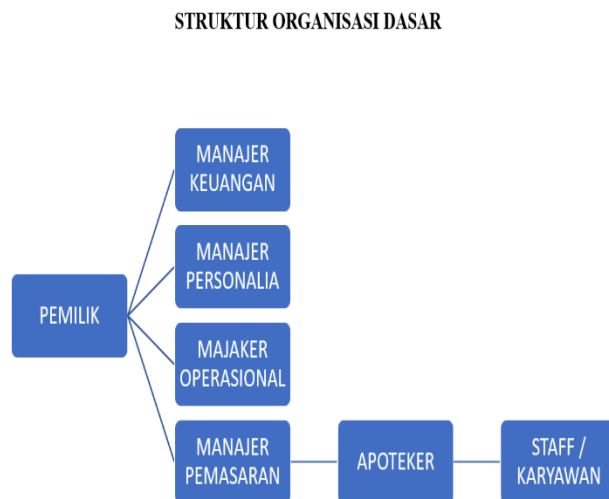 STRUKTUR ORGANISASI DASAR
MANAJER
KEUANGAN
MANAJER
PERSONALIA
PEMILIK
MAJAKER
OPERASIONAL
MANAJER
PEMASARAN
APOTEKER
STAFF /
KARYAWAN